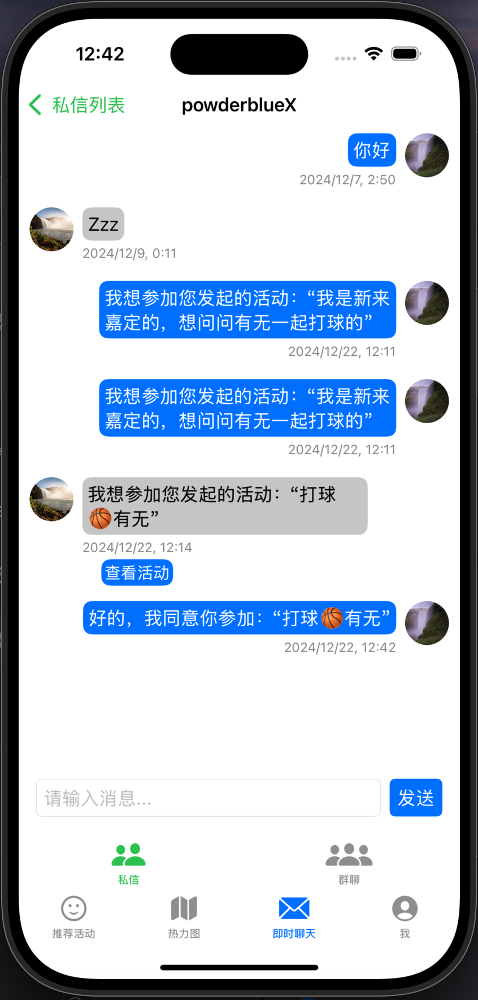 12:42
私信列表
powderblueX
你好
2024/12/7, 2:50
Zzz
2024/12/9, 0:11
我想参加您发起的活动：“我是新来
嘉定的，想问问有无一起打球的”
2024/12/22, 12:11
我想参加您发起的活动：“我是新来
嘉定的，想问问有无一起打球的”
2024/12/22, 12:11
我想参加您发起的活动：“打球
🏀有无”
2024/12/22, 12:14
查看活动
好的，我同意你参加：“打球🏀有无”
2024/12/22, 12:42
请输入消息...
发送
私信
群聊
推荐活动
热力图
即时聊天
我